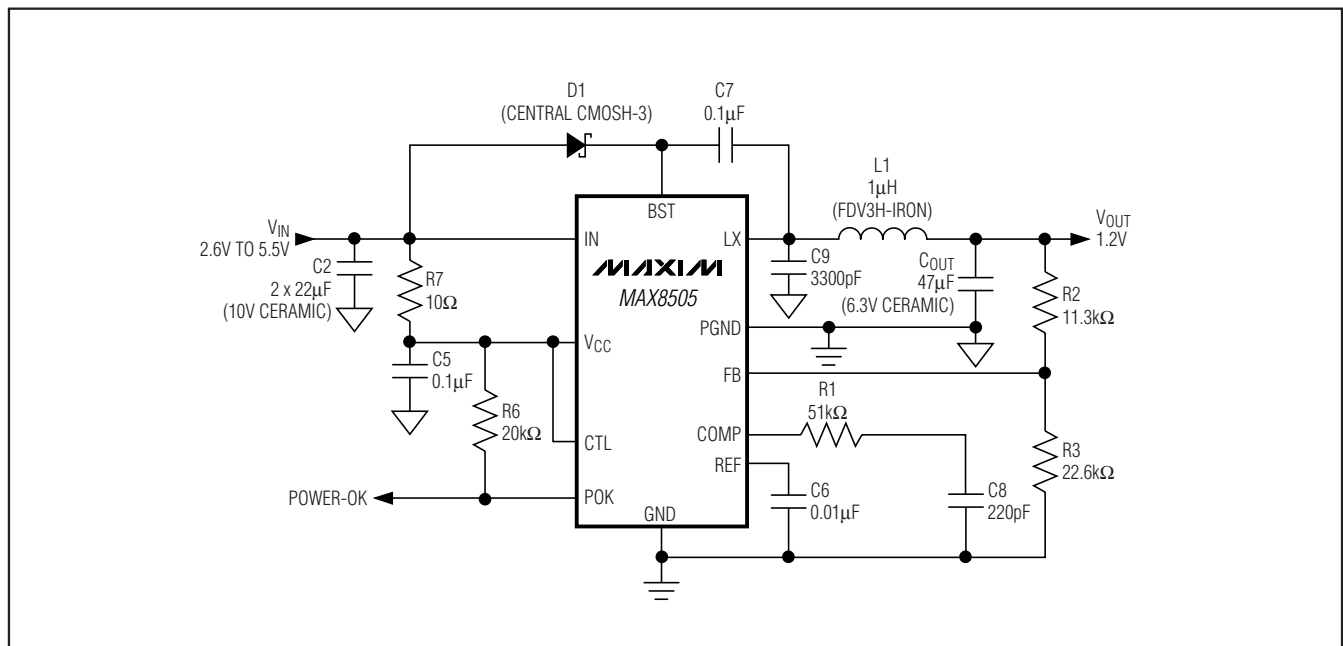 D1
(CENTRAL CMOSH-3)
C7
0.1μF
L1
1μH
(FDV3H-IRON)
VIN
2.6V TO 5.5V
VOUT
1.2V
BST
IN
LX
C2
2 x 22μF
(10V CERAMIC)
R7
10Ω
MAXIM
MAX8505
C9
3300pF
COUT
47μF
(6.3V CERAMIC)
R2
11.3kΩ
PGND
VCC
C5
0.1μF
FB
R6
20kΩ
R1
51kΩ
CTL
COMP
REF
R3
22.6kΩ
POWER-OK
POK
C6
0.01μF
C8
220pF
GND